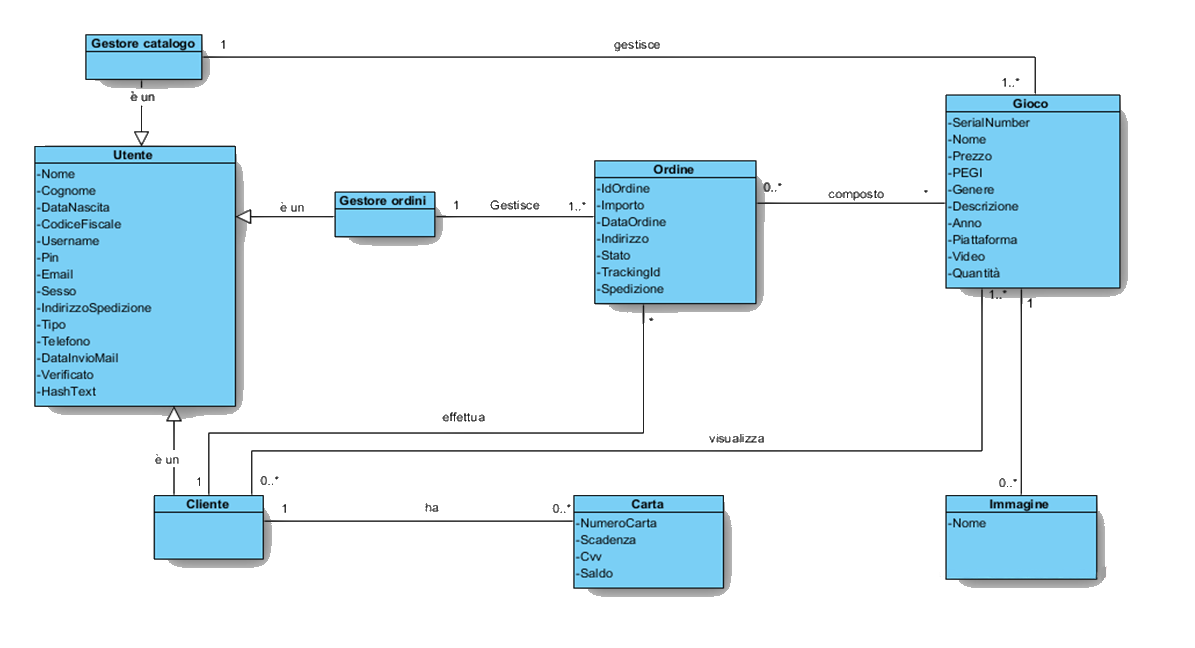 Gestore catalogo
1
gestisce
1..*
è un
Gioco
-SerialNumber
-Nome
-Prezzo
-PEGI
-Genere
-Descrizione
-Anno
-Piattaforma
-Video
-Quantità
Utente
-Nome
-Cognome
-DataNascita
-CodiceFiscale
-Username
-Pin
-Email
-Sesso
-IndirizzoSpedizione
-Tipo
-Telefono
-DataInvioMail
-Verificato
-HashText
è un
Gestore ordini
1
Gestisce
1..*
Ordine
-IdOrdine
-Importo
-DataOrdine
-Indirizzo
-Stato
-TrackingId
-Spedizione
0..*
composto
*
1..*
1
*
effettua
visualizza
è un
1
0..*
Cliente
1
ha
0..*
Carta
-NumeroCarta
-Scadenza
-Cvv
-Saldo
0..*
Immagine
-Nome